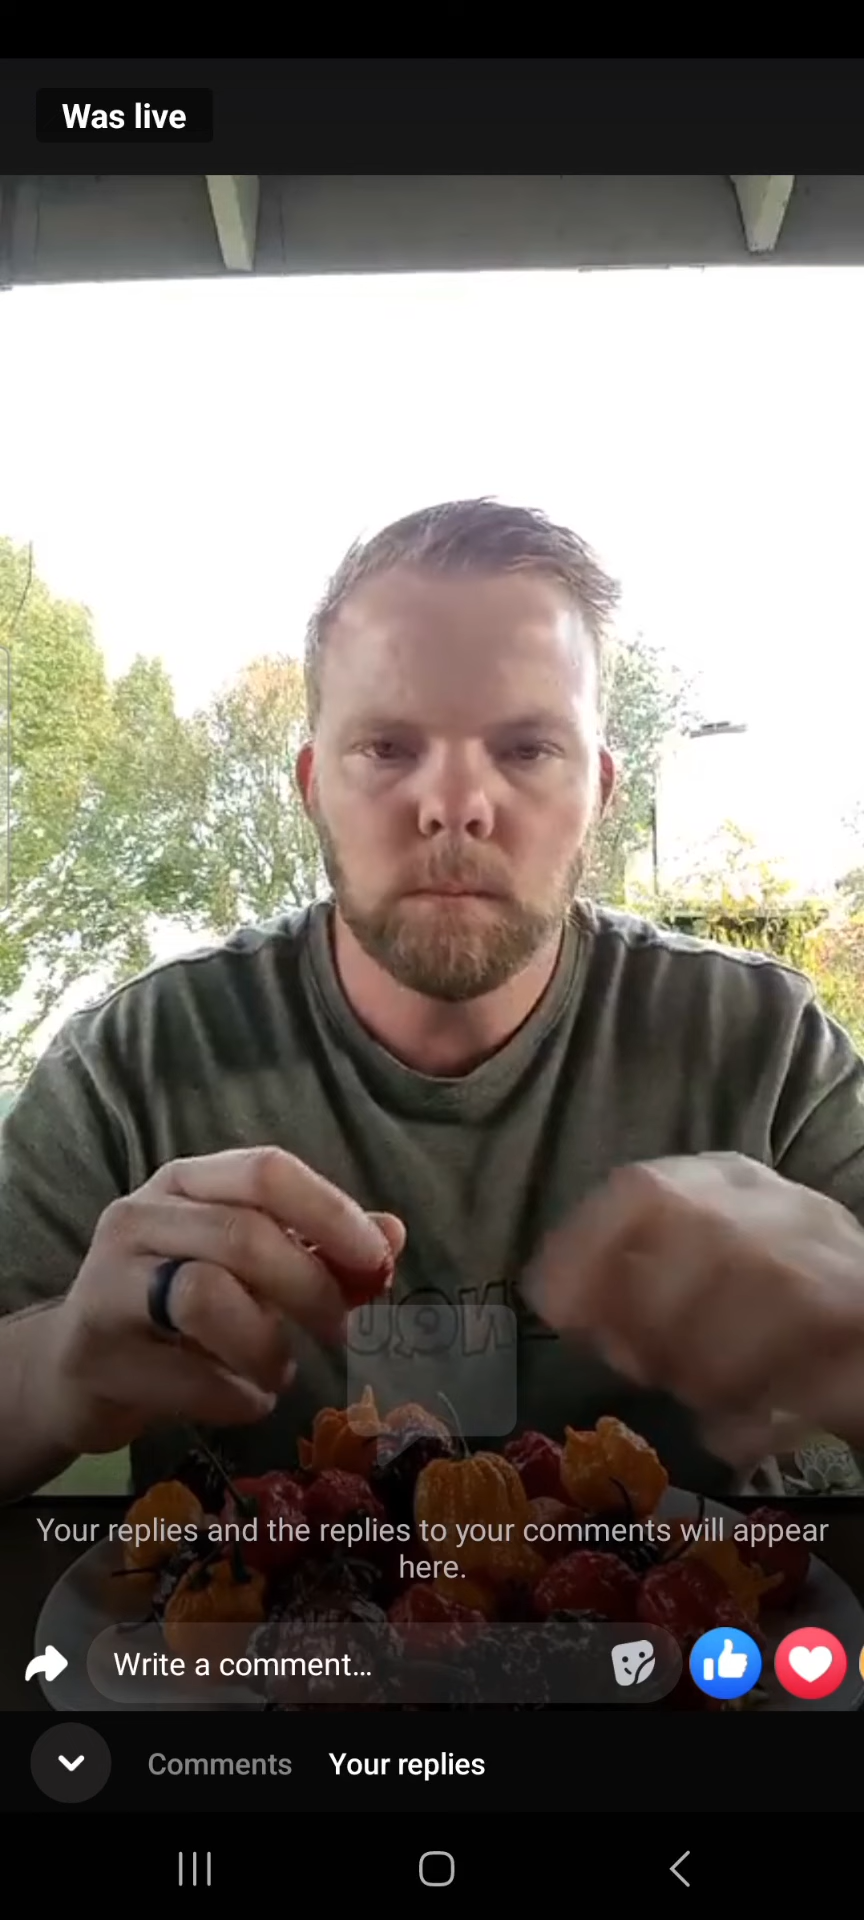 Was live
Your replies and the replies to your comments will appear
here.
Write a comment...
Comments
Your replies